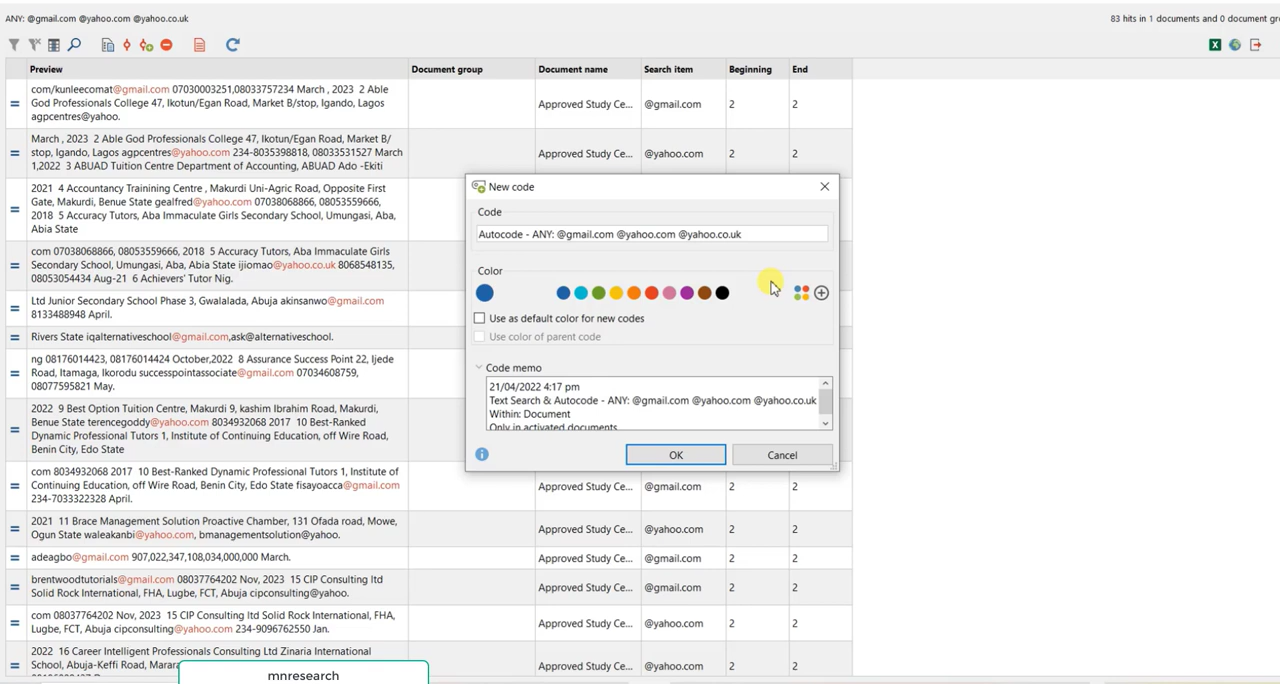 ANY: @gmail.com @yahoo.com @yahoo.co.uk
83 hits in 1 documents and 0 document gr
Preview
Document group
Document name
Search item
Beginning
End
com/kunleecomat@gmail.com 07030003251,08033757234 March , 2023 2 Able
God Professionals College 47, Ikotun/Egan Road, Market B/stop, Igando, Lagos
agpcentres@yahoo.
Approved Study Ce...
@gmail.com
2
2
March , 2023 2 Able God Professionals College 47, Ikotun/Egan Road, Market B/
stop, Igando, Lagos agpcentres@yahoo.com 234-8035398818, 08033531527 March
1,2022 3 ABUAD Tuition Centre Department of Accounting, ABUAD Ado -Ekiti
Approved Study Ce...
@yahoo.com
2
2
2021 4 Accountancy Trainining Centre , Makurdi Uni-Agric Road, Opposite First
Gate, Makurdi, Benue State gealfred@yahoo.com 07038068866, 08053559666,
2018 5 Accuracy Tutors, Aba Immaculate Girls Secondary School, Umungasi, Aba,
Abia State
com 07038068866, 08053559666, 2018 5 Accuracy Tutors, Aba Immaculate Girls
Secondary School, Umungasi, Aba, Abia State ijiomao@yahoo.co.uk 8068548135,
08053054434 Aug-21 6 Achievers' Tutor Nig.
Ltd Junior Secondary School Phase 3, Gwalalada, Abuja akinsanwo@gmail.com
8133488948 April.
Rivers State iqalternativeschool@gmail.com,ask@alternativeschool.
ng 08176014423, 08176014424 October,2022 8 Assurance Success Point 22, Ijede
Road, Itamaga, Ikorodu successpointassociate@gmail.com 07034608759,
08077595821 May.
2022 9 Best Option Tuition Centre, Makurdi 9, kashim Ibrahim Road, Makurdi,
Benue State terencegoddy@yahoo.com 8034932068 2017 10 Best-Ranked
Dynamic Professional Tutors 1, Institute of Continuing Education, off Wire Road,
Benin City, Edo State
com 8034932068 2017 10 Best-Ranked Dynamic Professional Tutors 1, Institute of
Continuing Education, off Wire Road, Benin City, Edo State fisayoacca@gmail.com
234-7033322328 April.
Approved Study Ce...
@gmail.com
2
2
2021 11 Brace Management Solution Proactive Chamber, 131 Ofada road, Mowe,
Ogun State waleakanbi@yahoo.com, bmanagementsolution@yahoo.
Approved Study Ce...
@yahoo.com
2
2
adeagbo@gmail.com 907,022,347,108,034,000,000 March.
Approved Study Ce...
@gmail.com
2
2
brentwoodtutorials@gmail.com 08037764202 Nov, 2023 15 CIP Consulting ltd
Solid Rock International, FHA, Lugbe, FCT, Abuja cipconsulting@yahoo.
Approved Study Ce...
@gmail.com
2
2
com 08037764202 Nov, 2023 15 CIP Consulting ltd Solid Rock International, FHA,
Lugbe, FCT, Abuja cipconsulting@yahoo.com 234-9096762550 Jan.
Approved Study Ce...
@yahoo.com
2
2
2022 16 Career Intelligent Professionals Consulting Ltd Zinaria International
School, Abuja-Keffi Road,
Approved Study Ce...
@yahoo.com
2
2
New code
Code
Autocode - ANY: @gmail.com @yahoo.com @yahoo.co.uk
Color
Use as default color for new codes
Use color of parent code
Code memo
21/04/2022 4:17 pm
Text Search & Autocode - ANY: @gmail.com @yahoo.com @yahoo.co.uk
Within: Document
Only in activated documents
OK
Cancel
mnresearch